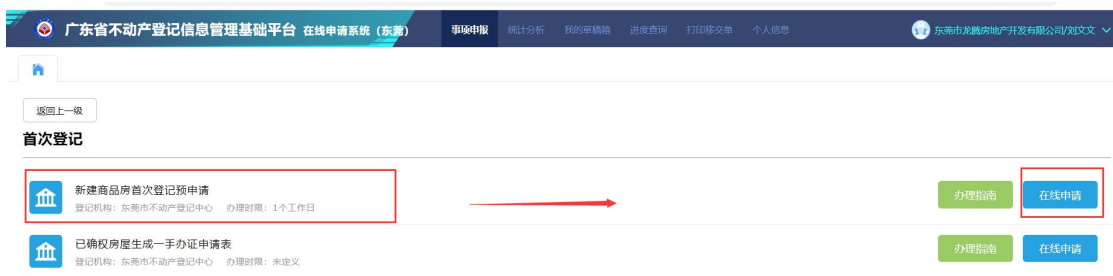 广东省不动产登记信息管理基础平台 在线申请系统（东莞） 事项申报 统计分析 我的草稿箱 进度查询 打印移交单 个人信息 东莞市龙腾房地产开发有限公司/刘文文
返回上一级
首次登记
新建商品房首次登记预申请 办理指南 在线申请
登记机构：东莞市不动产登记中心 办理时限：1个工作日
已确权房屋生成一手办证申请表 办理指南 在线申请
登记机构：东莞市不动产登记中心 办理时限：未定义